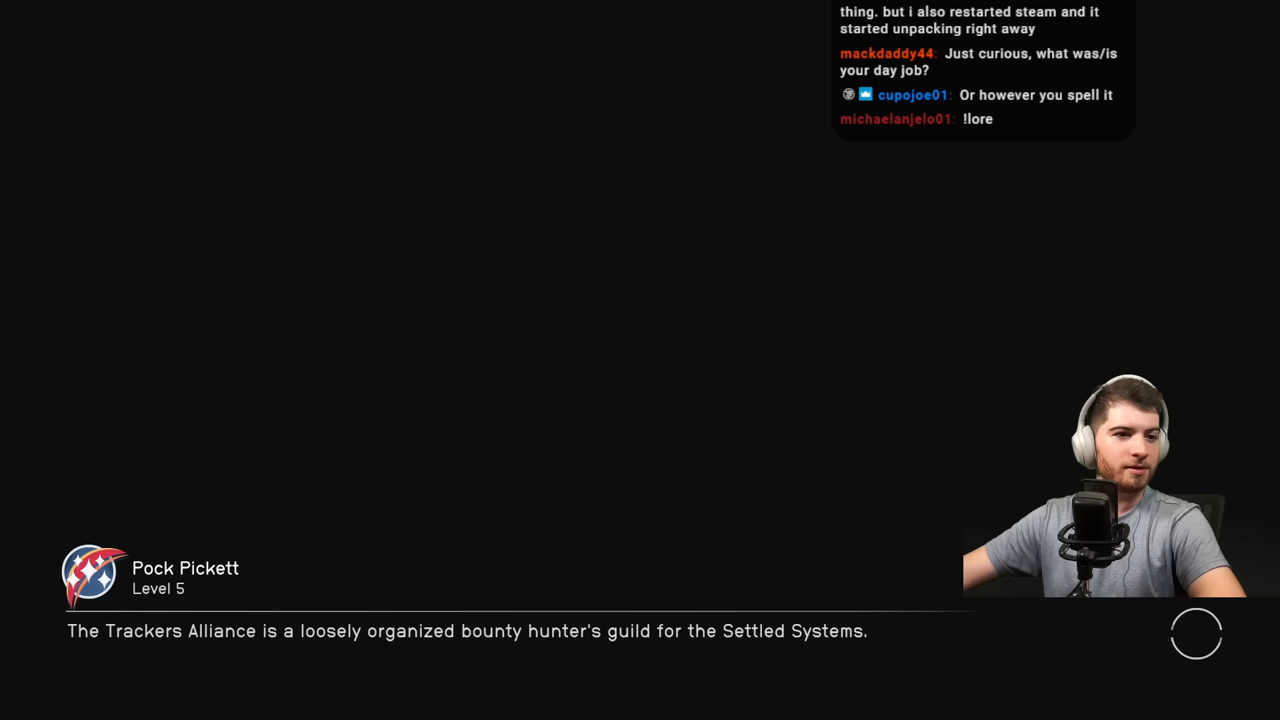 thing. but i also restarted steam and it
started unpacking right away
mackdaddy44: Just curious, what was/is
your day job?
cupojoe01: Or however you spell it
michaelanjelo01: !lore
Pock Pickett
Level 5
The Trackers Alliance is a loosely organized bounty hunter's guild for the Settled Systems.